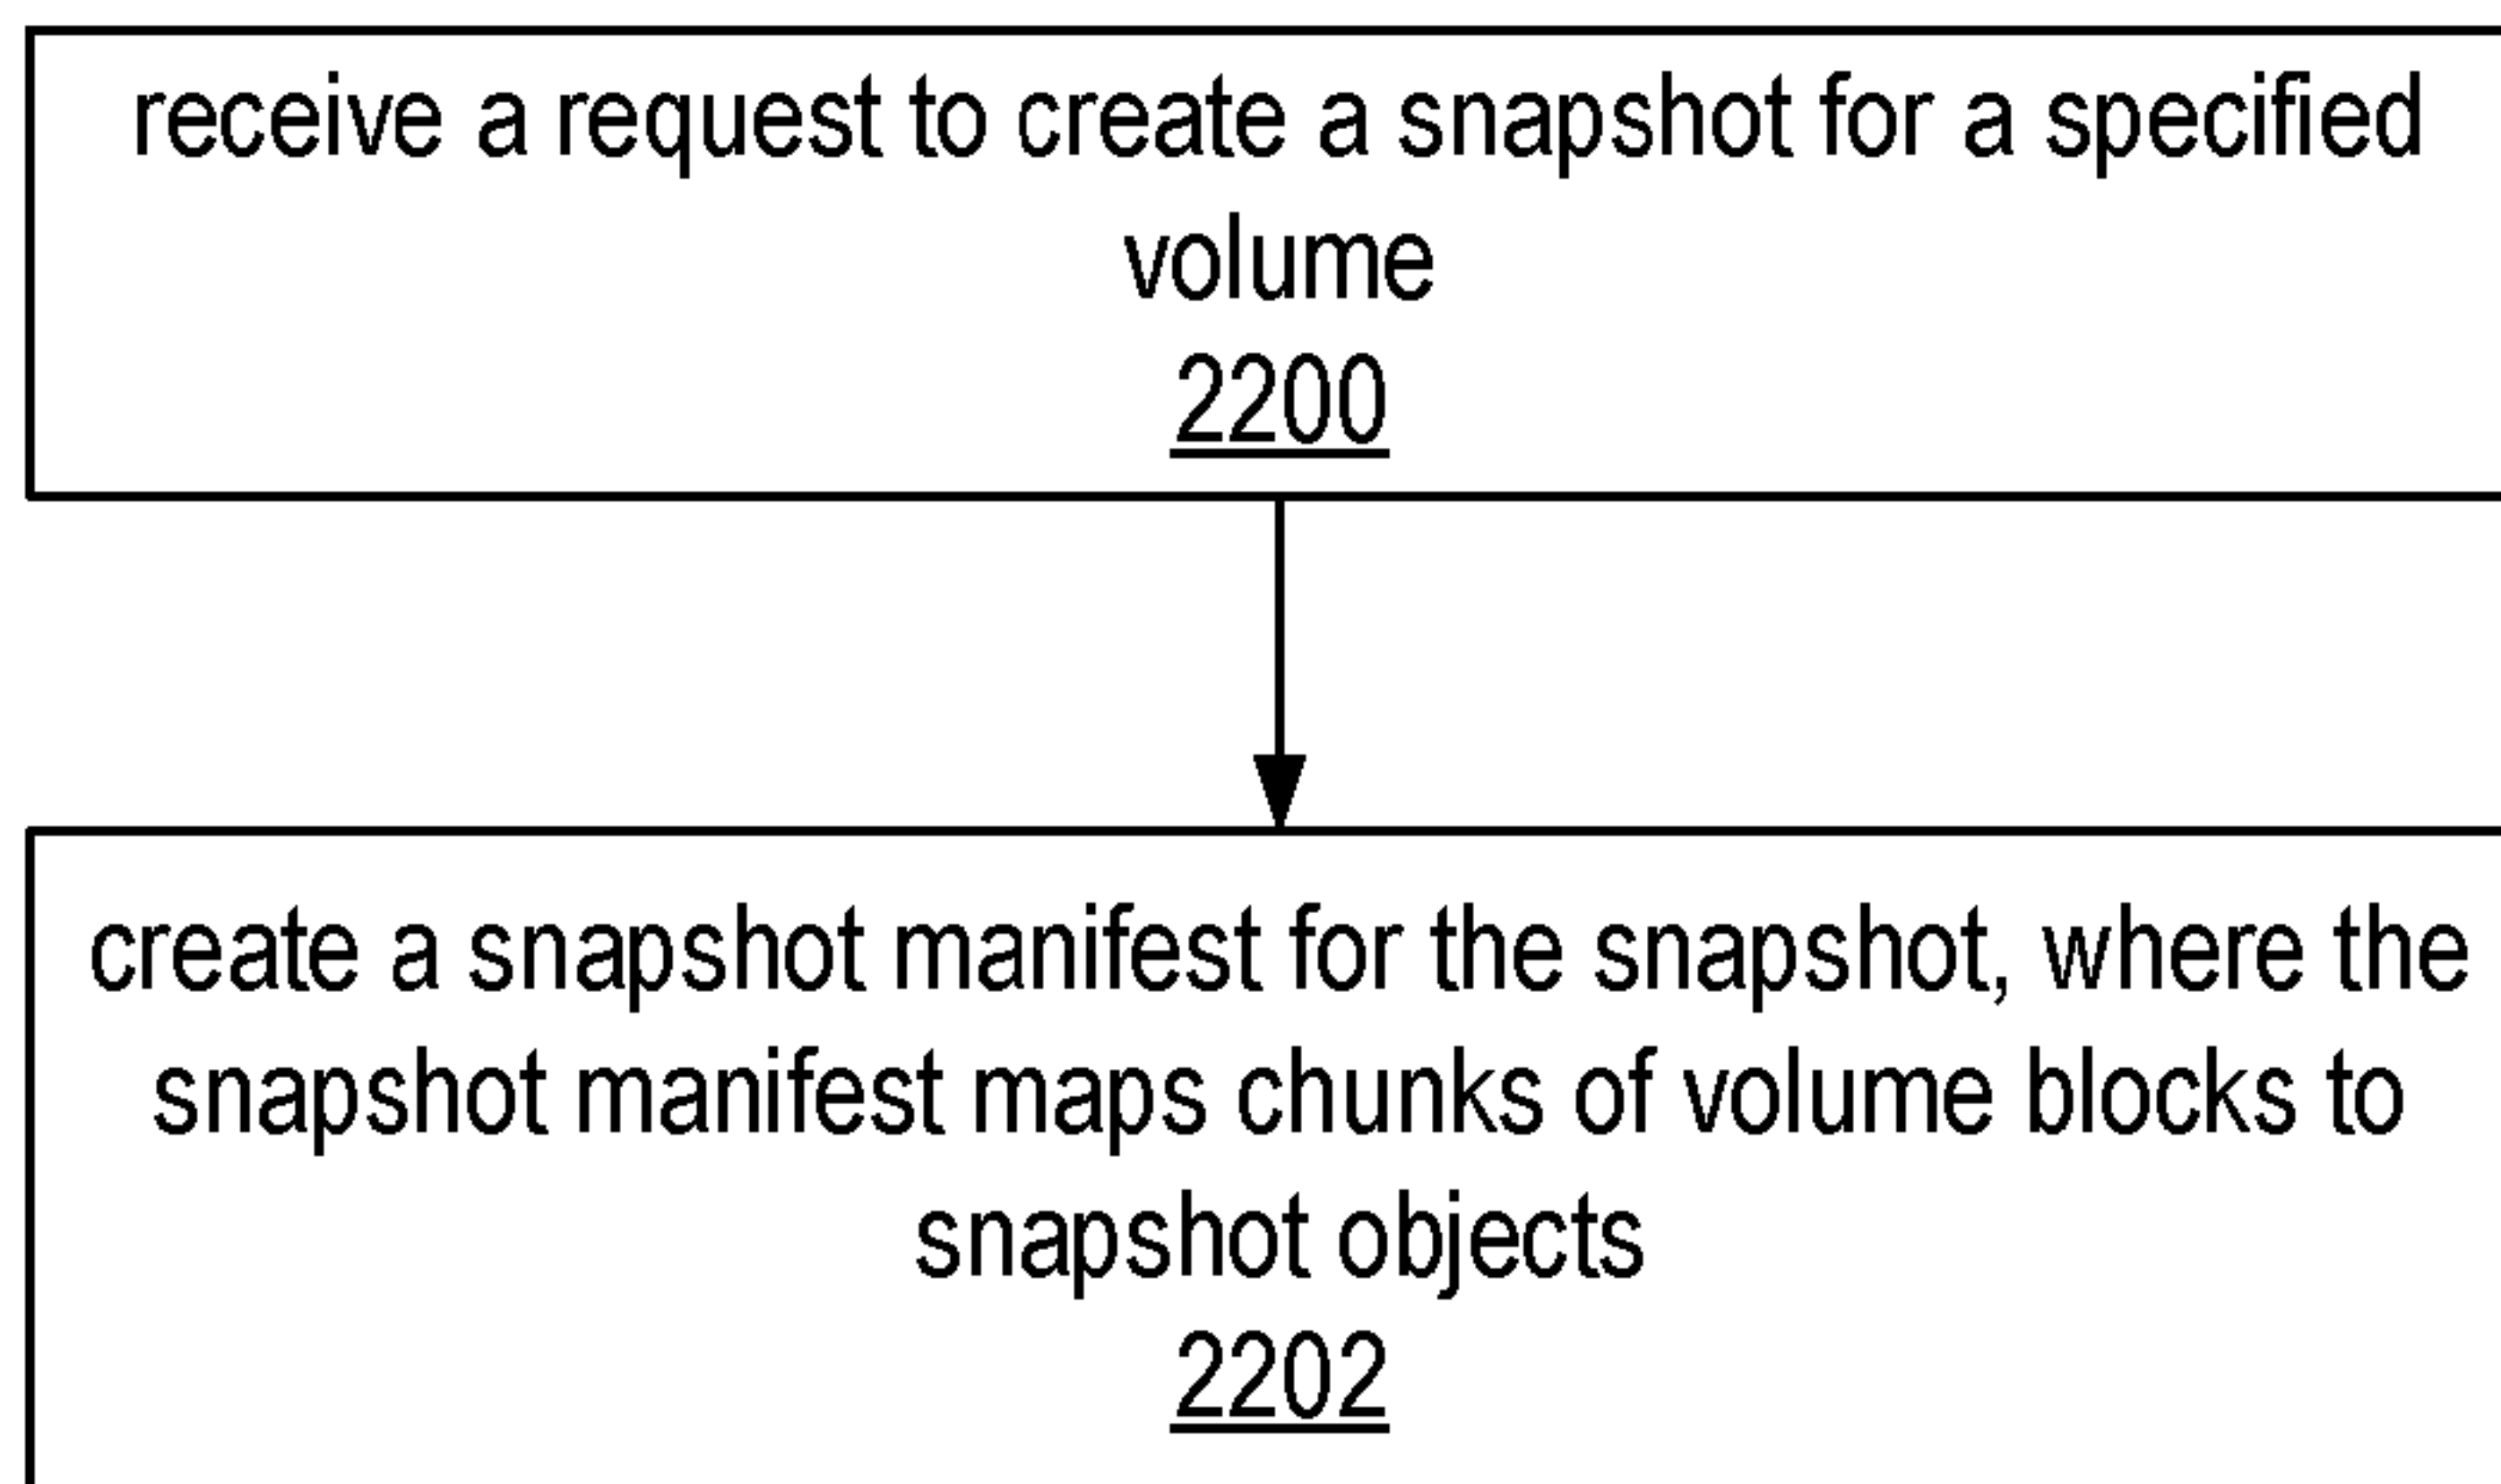 receive a request to create a snapshot for a specified
volume
2200
create a snapshot manifest for the snapshot, where the
snapshot manifest maps chunks of volume blocks to
snapshot objects
2202